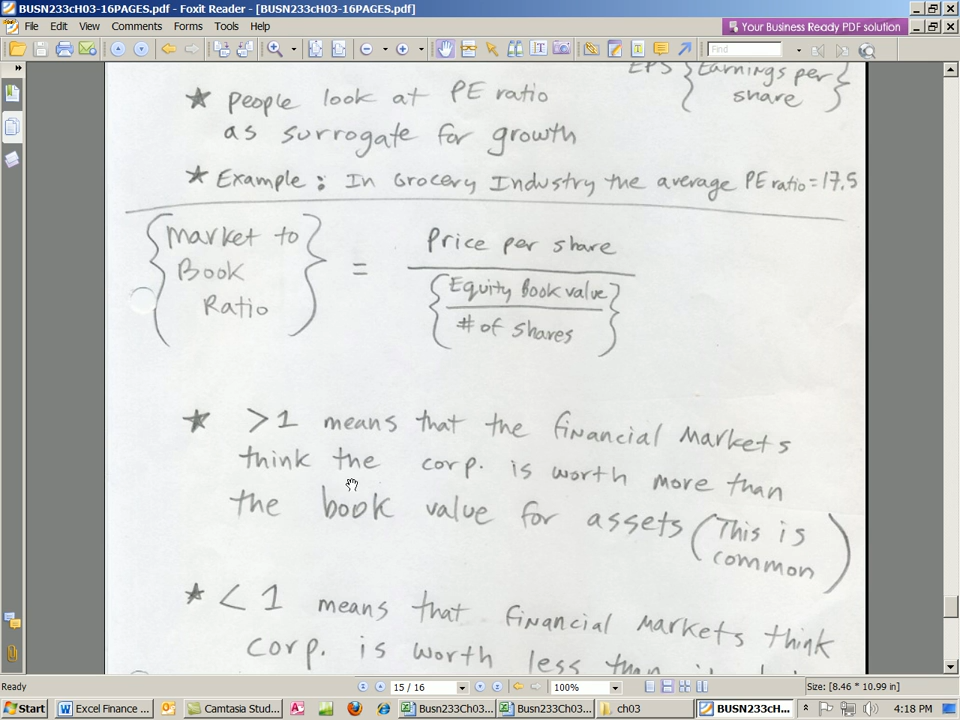 BUSN233cH03-16PAGES.pdf - Foxit Reader - [BUSN233cH03-16PAGES.pdf]
File Edit View Comments Forms Tools Help
Your Business Ready PDF solution
100%
Find
EPS { Earnings per share }
★ people look at PE ratio
as surrogate for growth
★ Example: In Grocery Industry the average PE ratio = 17.5
{ Market to Book Ratio } =
Price per share
{ Equity Book value
# of shares }
★ >1 means that the financial markets
think the corp. is worth more than
the book value for assets (This is common)
★ <1 means that financial markets think
corp. is worth less than
Ready
15 / 16
100%
Size: [8.46 * 10.99 in]
Start
Excel Finance ...
Camtasia Stud...
Busn233Ch03...
Busn233Ch03...
ch03
BUSN233cH...
4:18 PM